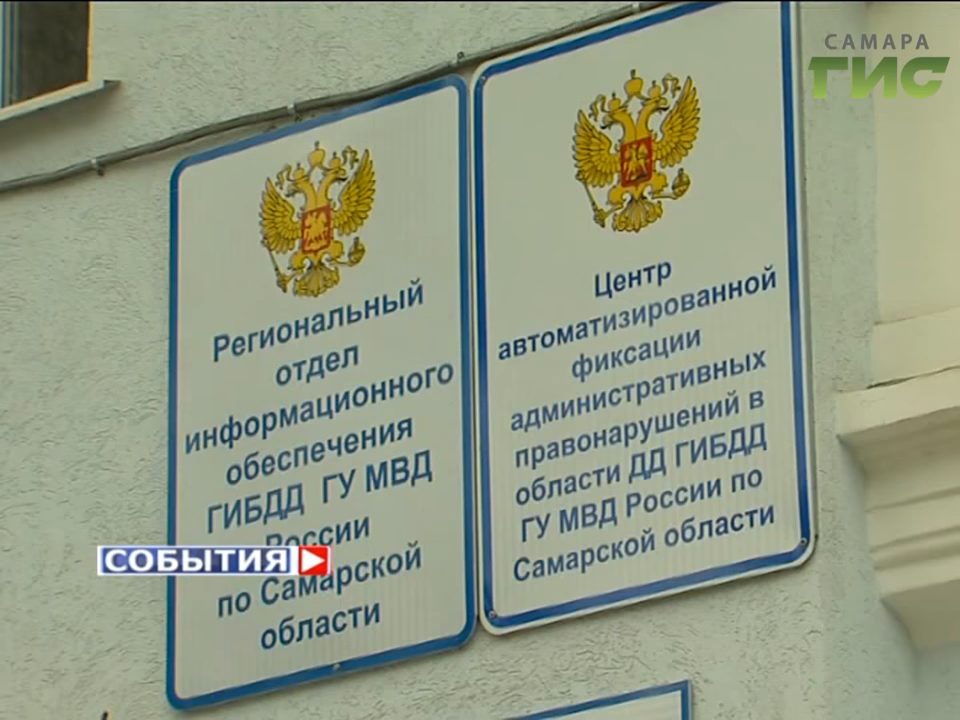 САМАРА
ГИС
Региональный
отдел
информационного
обеспечения
ГИБДД ГУ МВД
России
по Самарской
области
Центр
автоматизированной
фиксации
административных
правонарушений в
области ДД ГИБДД
ГУ МВД России по
Самарской области
СОБЫТИЯ